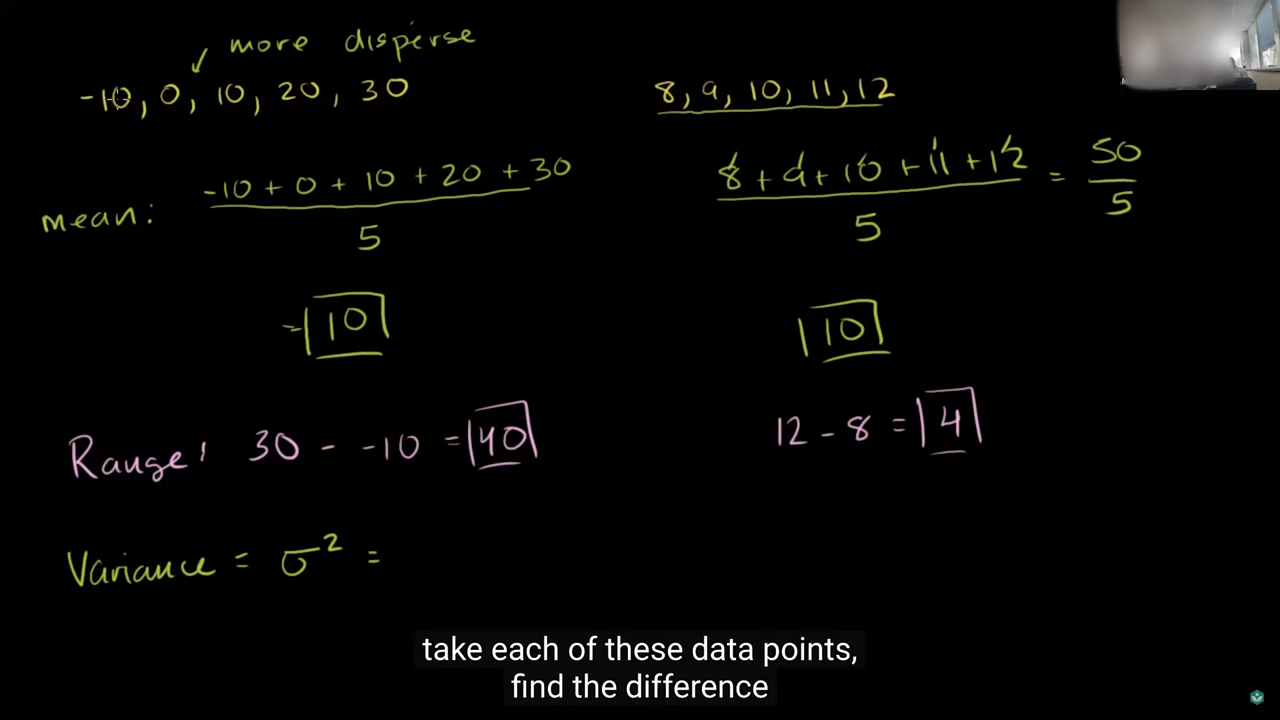 more disperse
-10, 0, 10, 20, 30
8, 9, 10, 11, 12
mean: -10 + 0 + 10 + 20 + 30 / 5
8 + 9 + 10 + 11 + 12 / 5 = 50 / 5
= 10
10
Range: 30 - -10 = 40
12 - 8 = 4
Variance = σ² =
take each of these data points,
find the difference